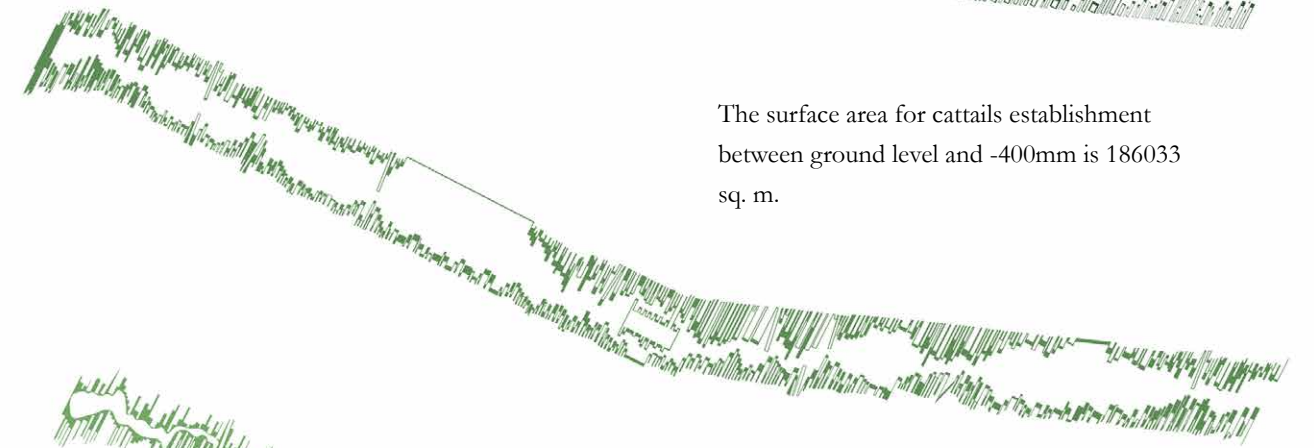 The surface area for cattails establishment
between ground level and -400mm is 186033
sq. m.